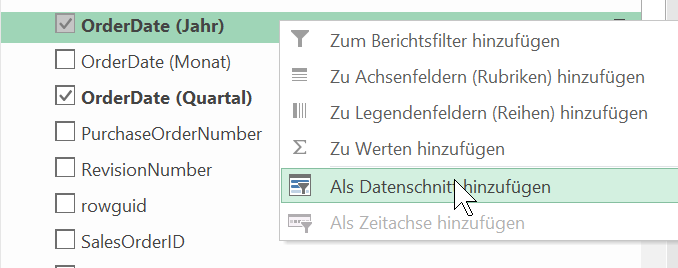 OrderDate (Jahr)
OrderDate (Monat)
OrderDate (Quartal)
PurchaseOrderNumber
RevisionNumber
rowguid
SalesOrderID
Zum Berichtsfilter hinzufügen
Zu Achsenfeldern (Rubriken) hinzufügen
Zu Legendenfeldern (Reihen) hinzufügen
Zu Werten hinzufügen
Als Datenschnitt hinzufügen
Als Zeitachse hinzufügen